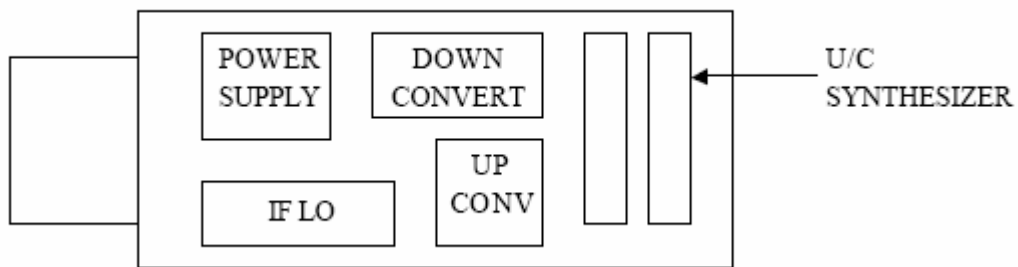 POWER
SUPPLY
DOWN
CONVERT
U/C
SYNTHESIZER
UP
CONV
IF LO